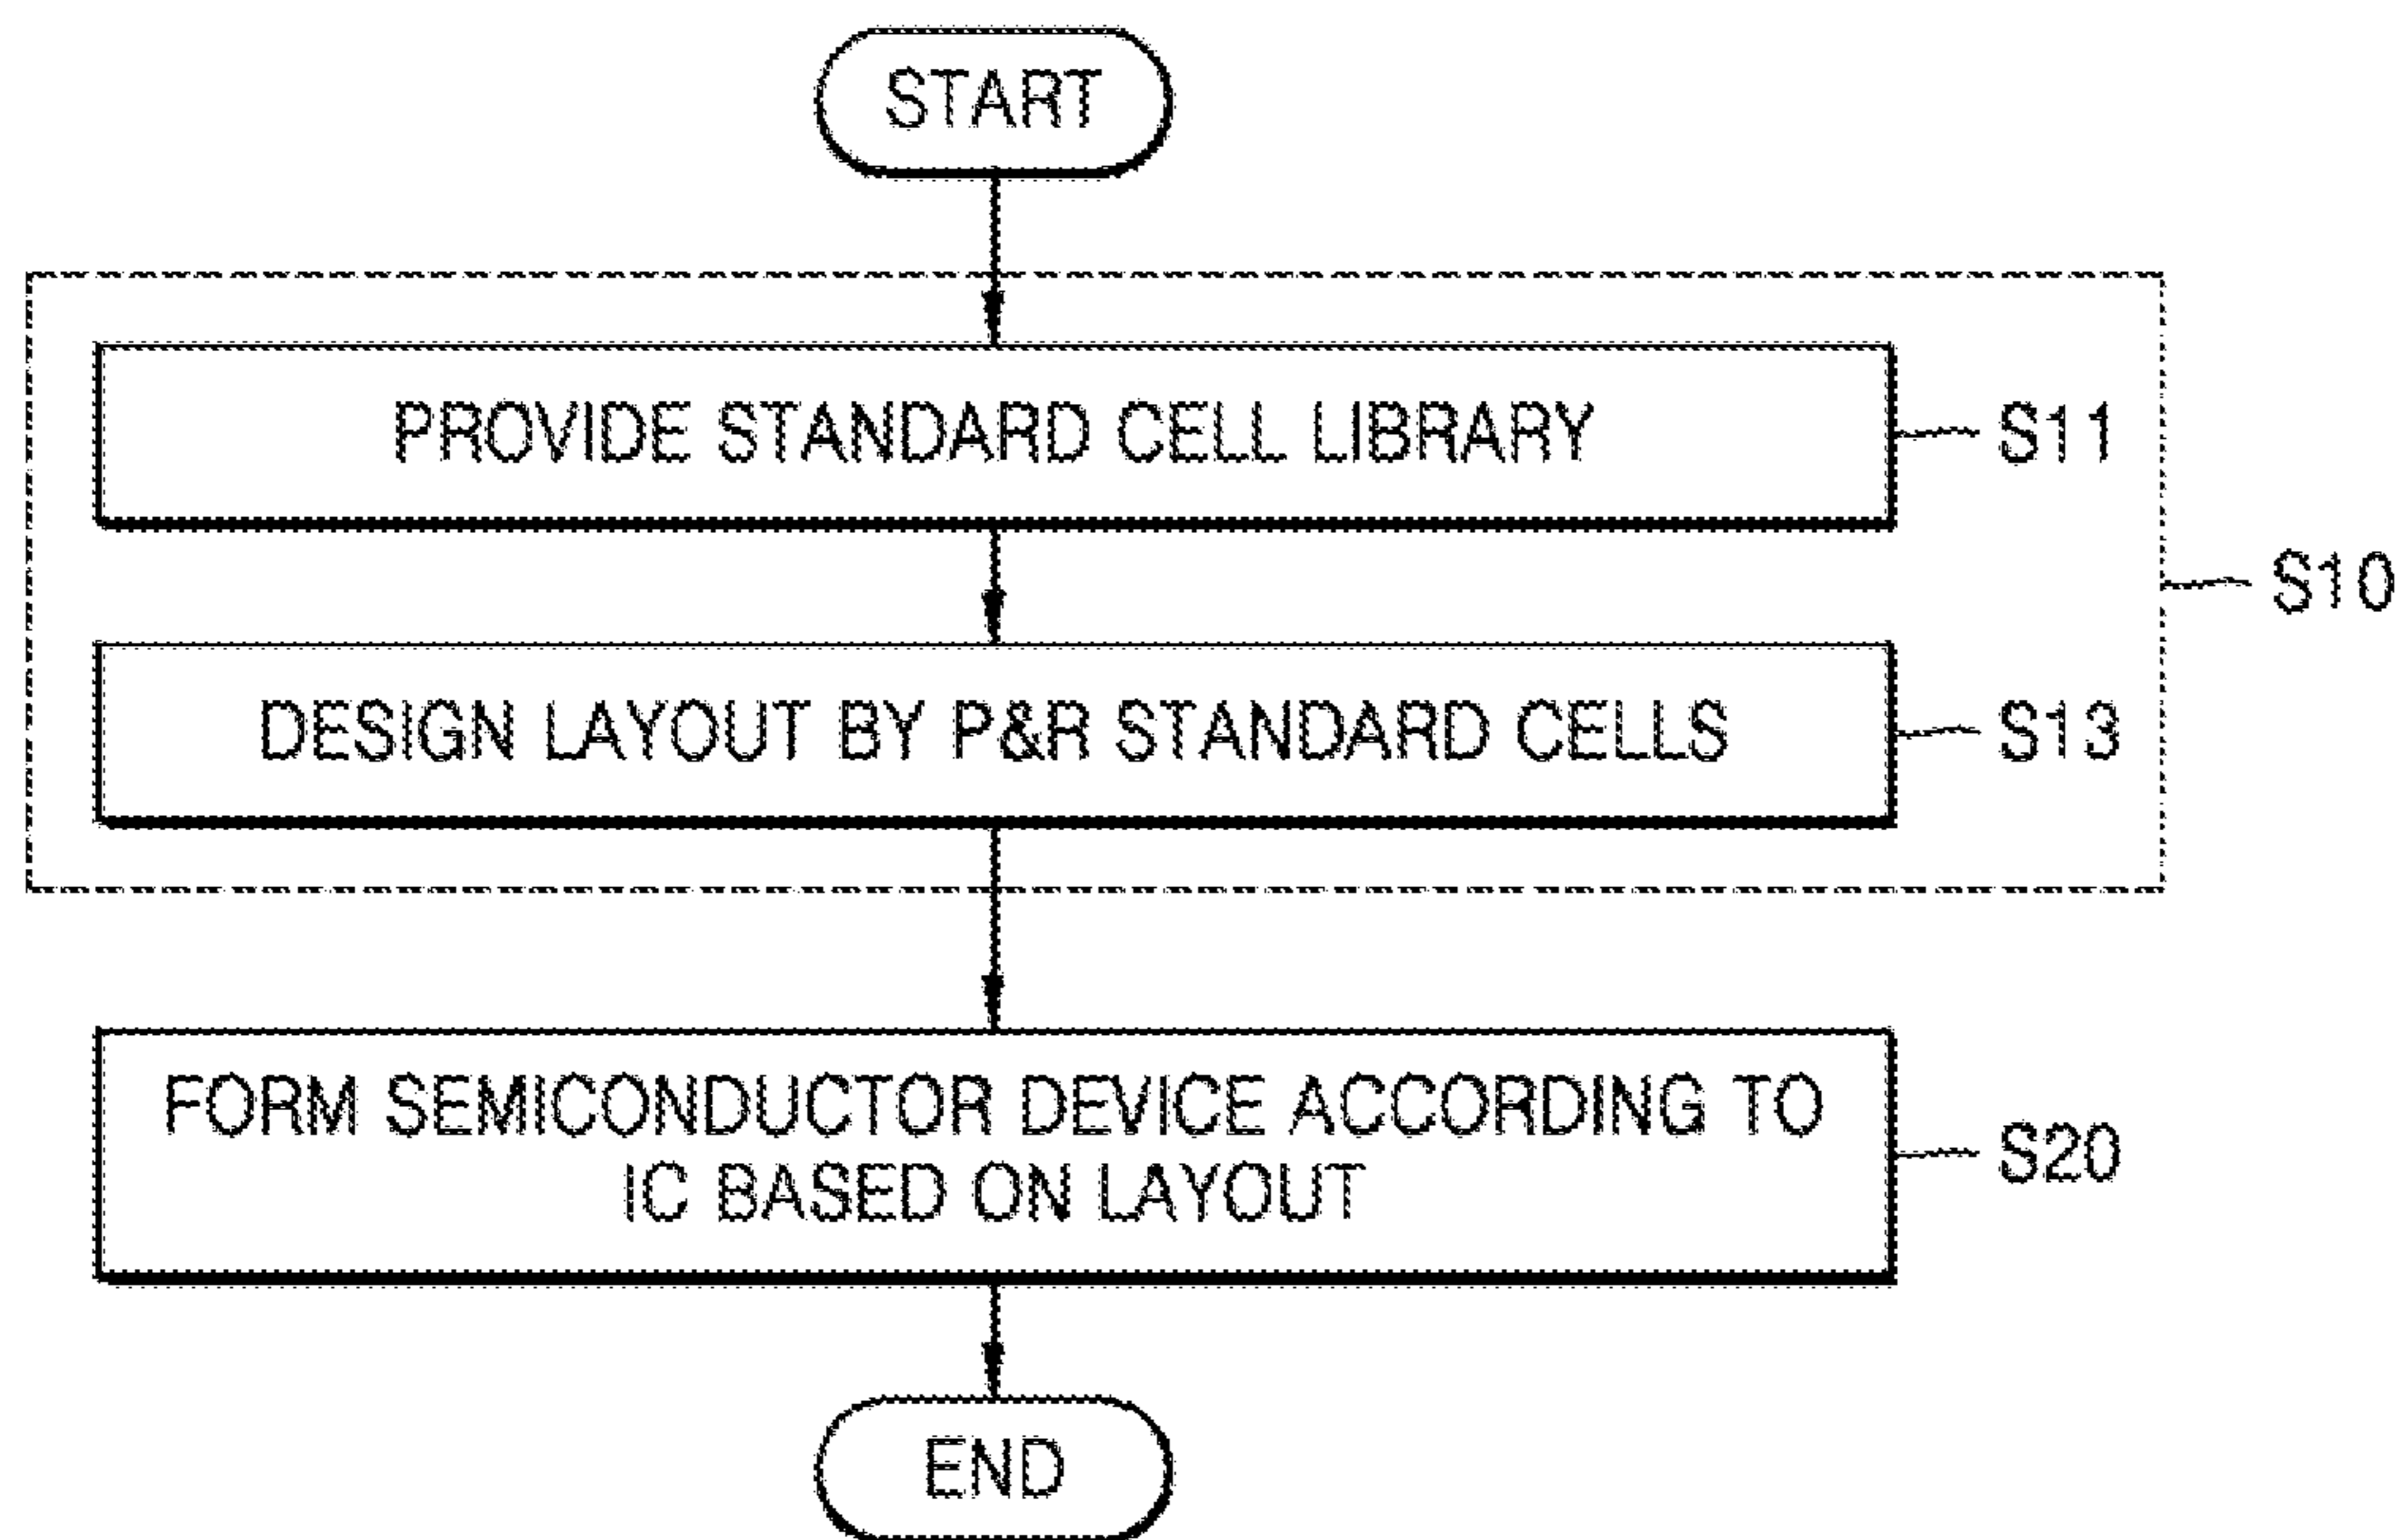 START
PROVIDE STANDARD CELL LIBRARY
S11
S10
DESIGN LAYOUT BY P&R STANDARD CELLS
S13
FORM SEMICONDUCTOR DEVICE ACCORDING TO
IC BASED ON LAYOUT
S20
END